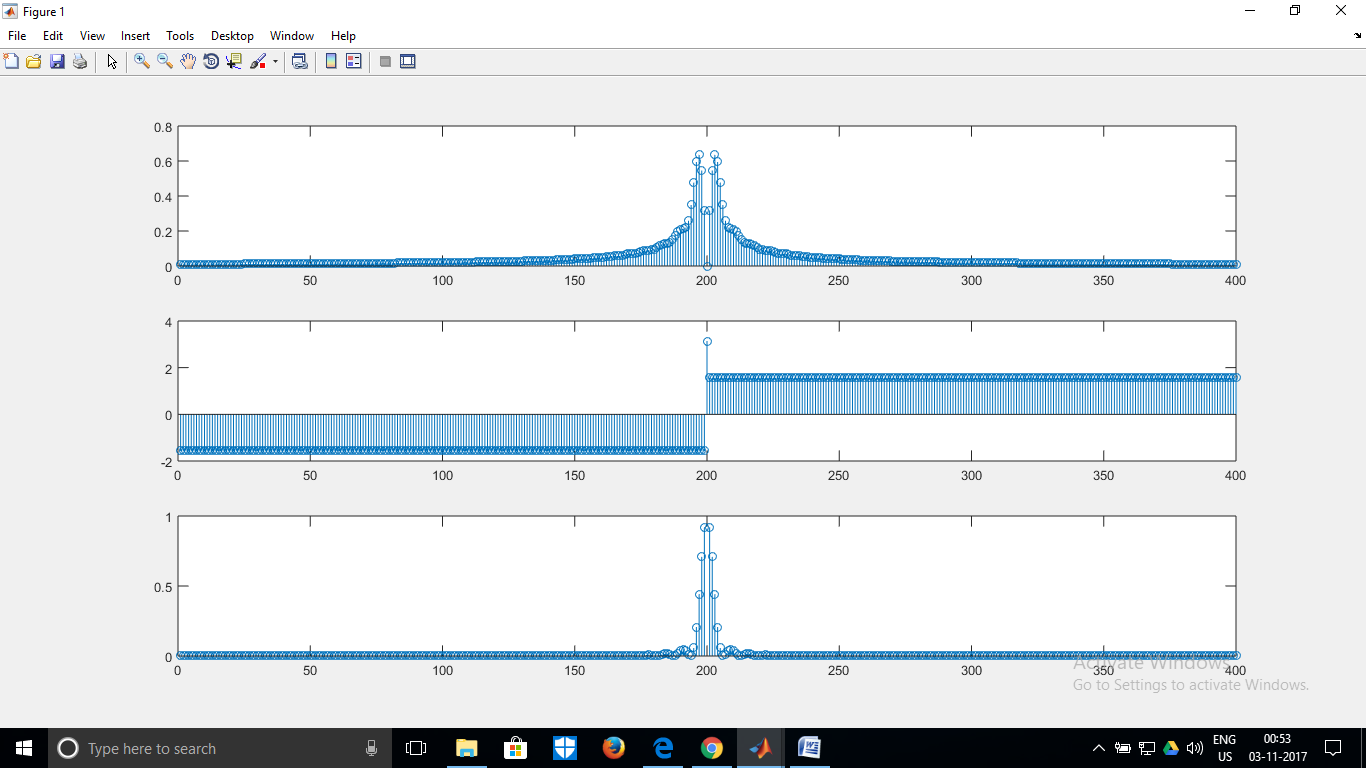 Figure 1
File Edit View Insert Tools Desktop Window Help
0.8
0.6
0.4
0.2
0
0 50 100 150 200 250 300 350 400
4
2
0
-2
0 50 100 150 200 250 300 350 400
1
0.5
0
0 50 100 150 200 250 300 350 400
Activate Windows
Go to Settings to activate Windows.
Type here to search
ENG 00:53
US 03-11-2017